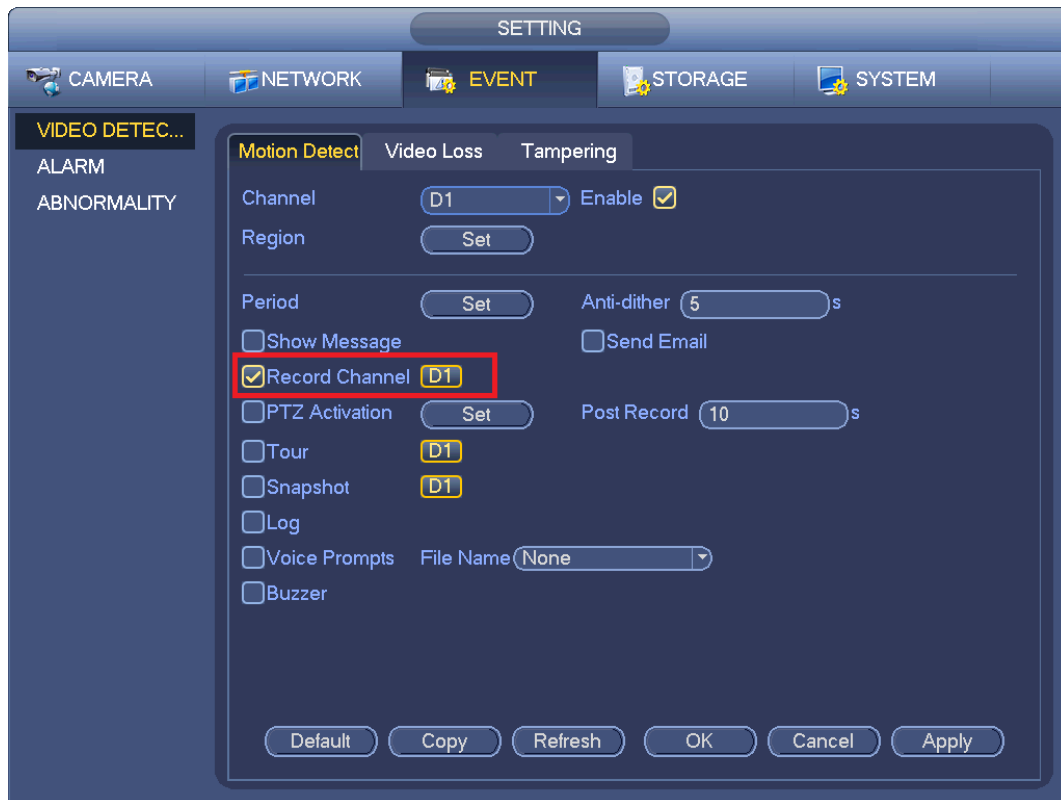 SETTING
CAMERA NETWORK EVENT STORAGE SYSTEM
VIDEO DETEC...
ALARM
ABNORMALITY
Motion Detect Video Loss Tampering
Channel D1 Enable
Region Set
Period Set Anti-dither 5 s
Show Message Send Email
Record Channel D1
PTZ Activation Set Post Record 10 s
Tour D1
Snapshot D1
Log
Voice Prompts File Name None
Buzzer
Default Copy Refresh OK Cancel Apply